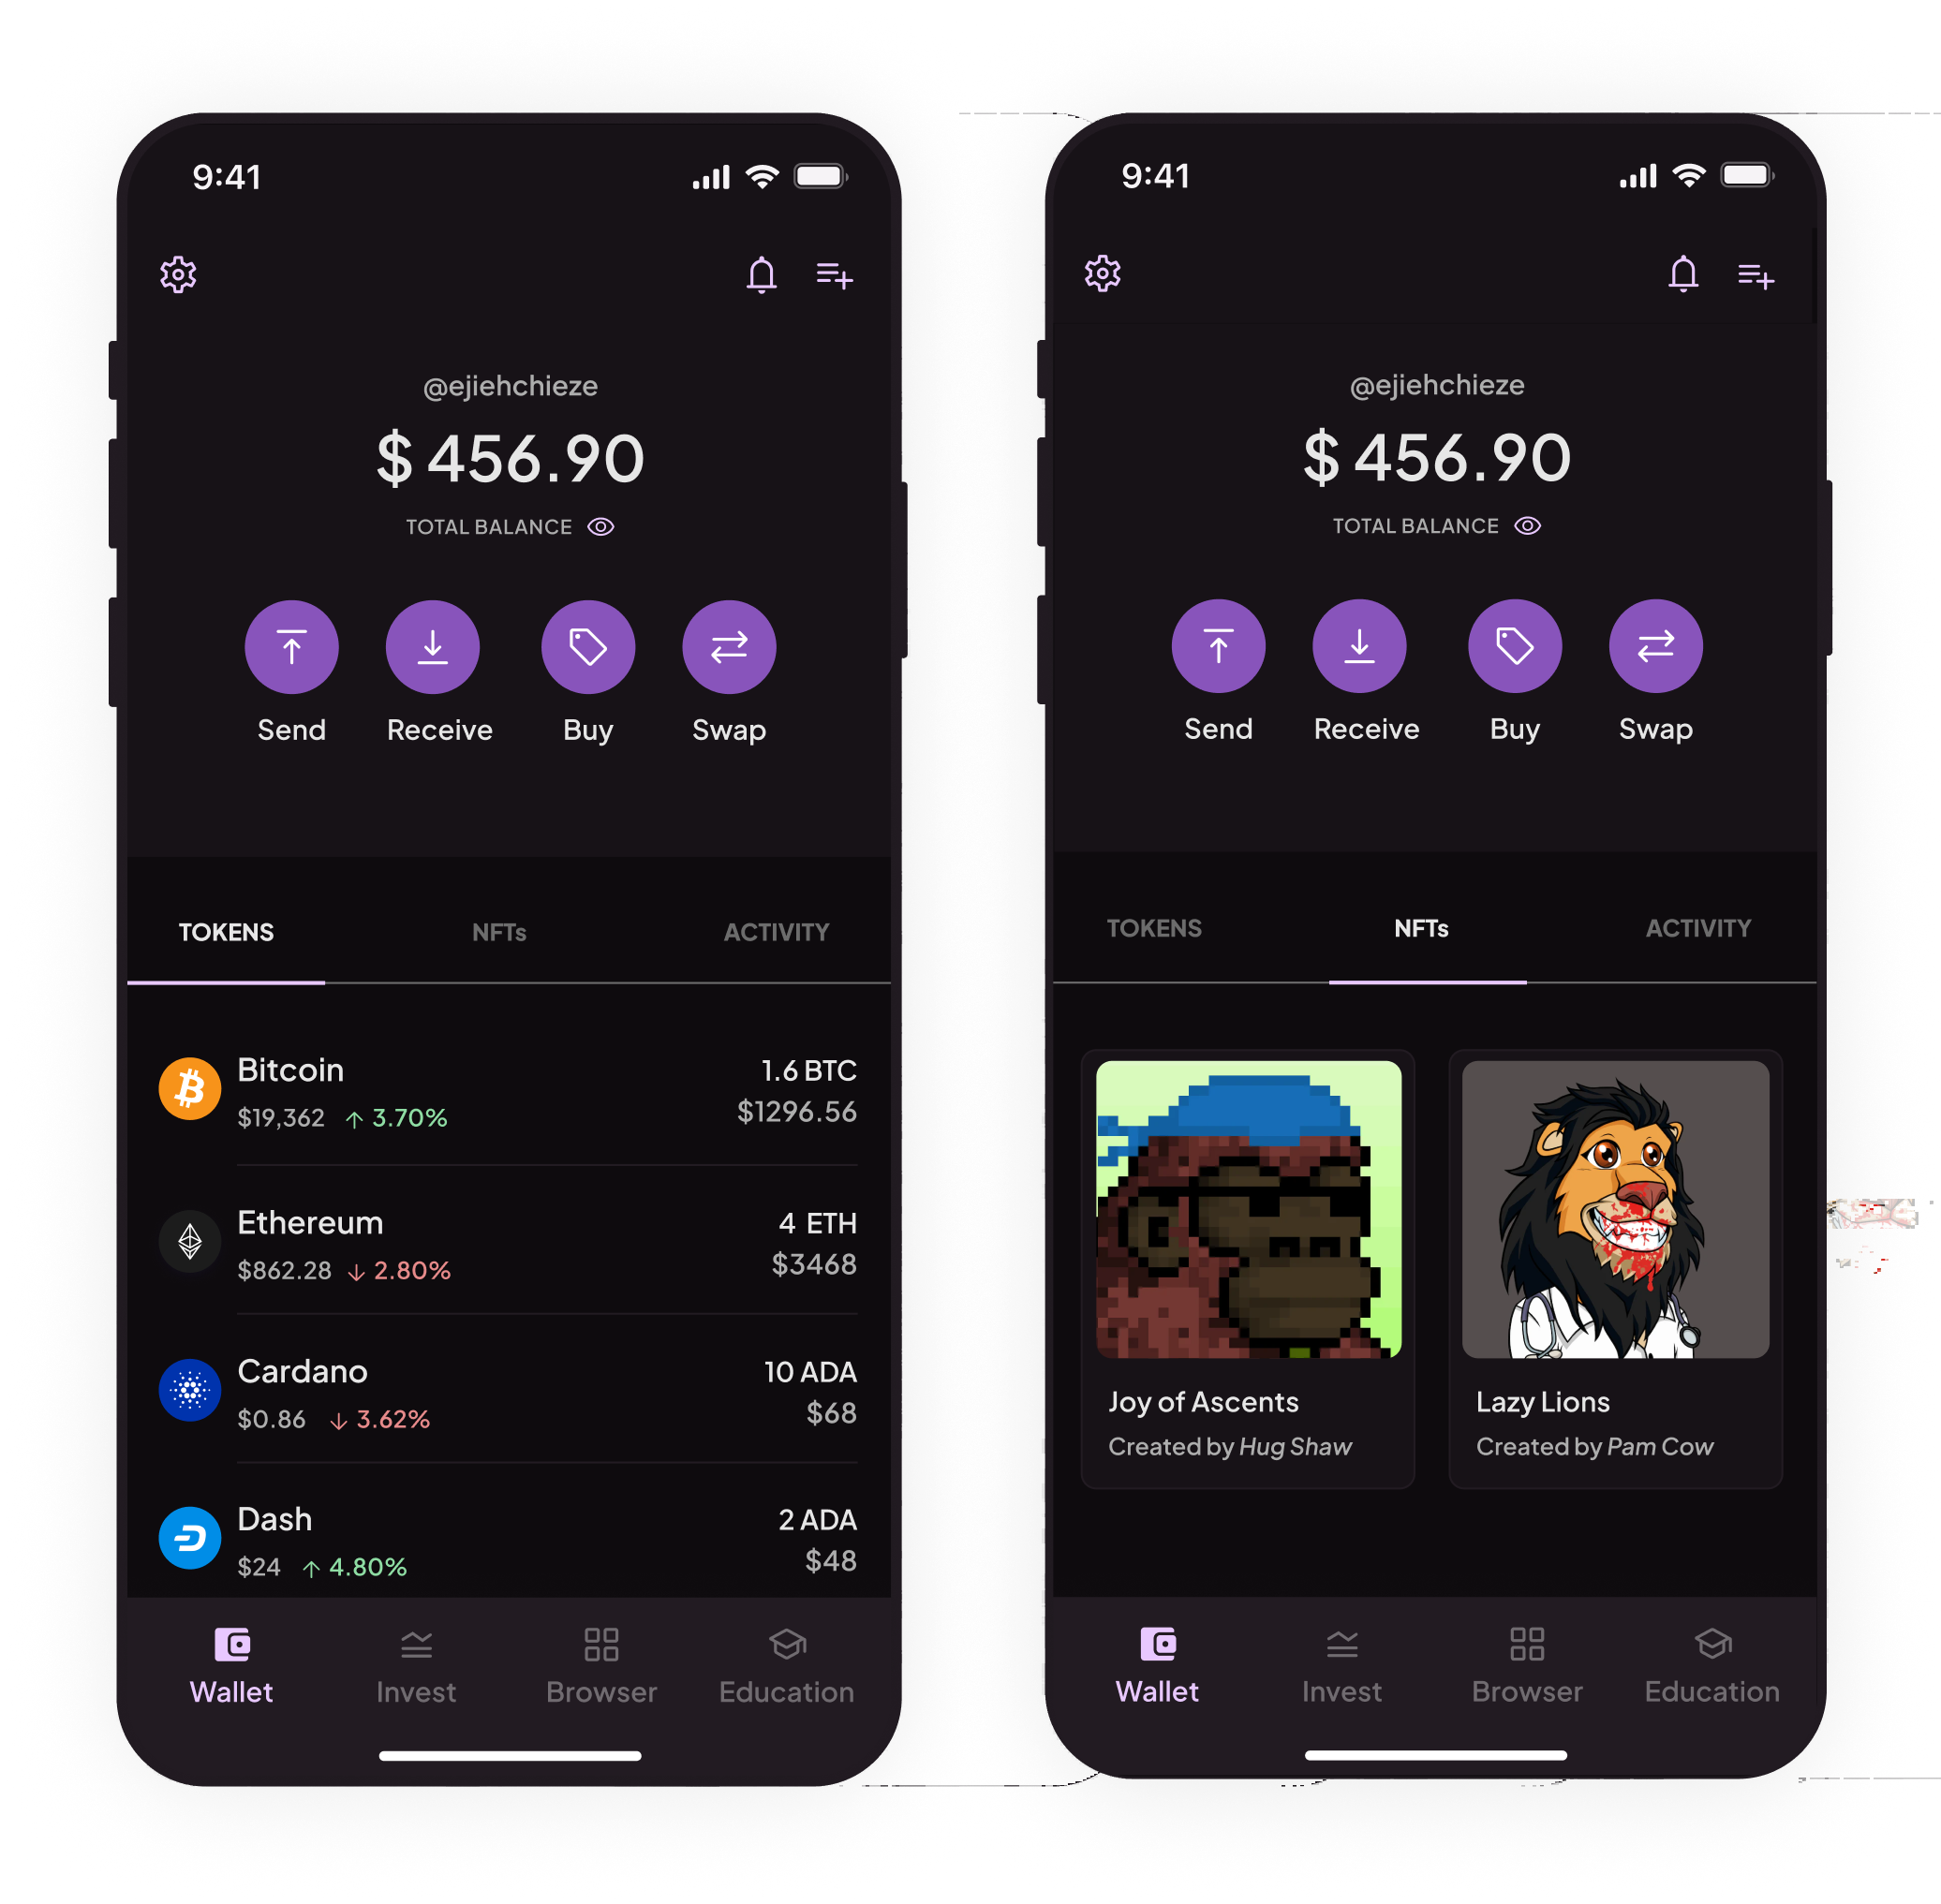 9:41
@ejiehchieze
$ 456.90
TOTAL BALANCE
Send Receive Buy Swap
TOKENS NFTs ACTIVITY
Bitcoin 1.6 BTC
$19,362 ↑ 3.70% $1296.56
Ethereum 4 ETH
$862.28 ↓ 2.80% $3468
Cardano 10 ADA
$0.86 ↓ 3.62% $68
Dash 2 ADA
$24 ↑ 4.80% $48
Wallet Invest Browser Education
9:41
@ejiehchieze
$ 456.90
TOTAL BALANCE
Send Receive Buy Swap
TOKENS NFTs ACTIVITY
Joy of Ascents
Created by Hug Shaw
Lazy Lions
Created by Pam Cow
Wallet Invest Browser Education